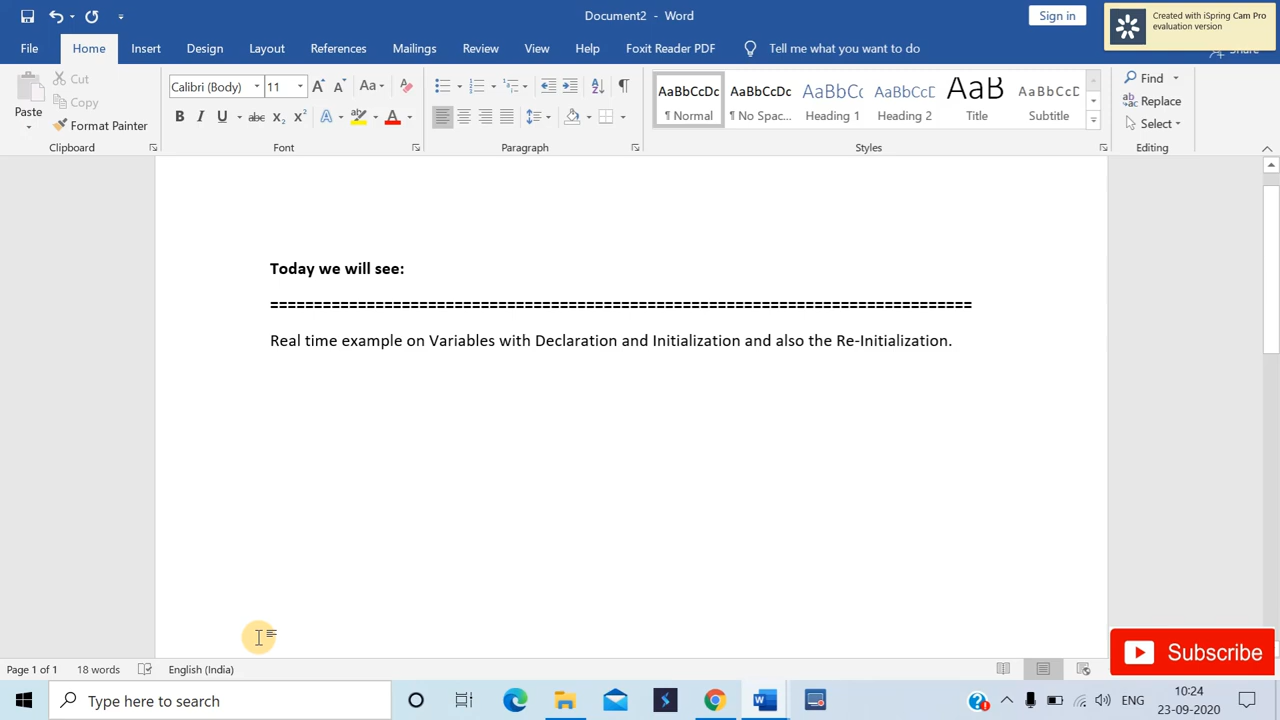 Document2 - Word
Sign in
Created with iSpring Cam Pro
evaluation version
File Home Insert Design Layout References Mailings Review View Help Foxit Reader PDF Tell me what you want to do Share
Paste
Cut
Copy
Format Painter
Clipboard
Calibri (Body) 11
Font
Paragraph
AaBbCcDc AaBbCcDc AaBbCc AaBbCcD AaB AaBbCcD
¶ Normal ¶ No Spac... Heading 1 Heading 2 Title Subtitle
Styles
Find
Replace
Select
Editing
Today we will see:
================================================================================
Real time example on Variables with Declaration and Initialization and also the Re-Initialization.
Subscribe
Page 1 of 1 18 words English (India)
Type here to search
ENG
10:24
23-09-2020